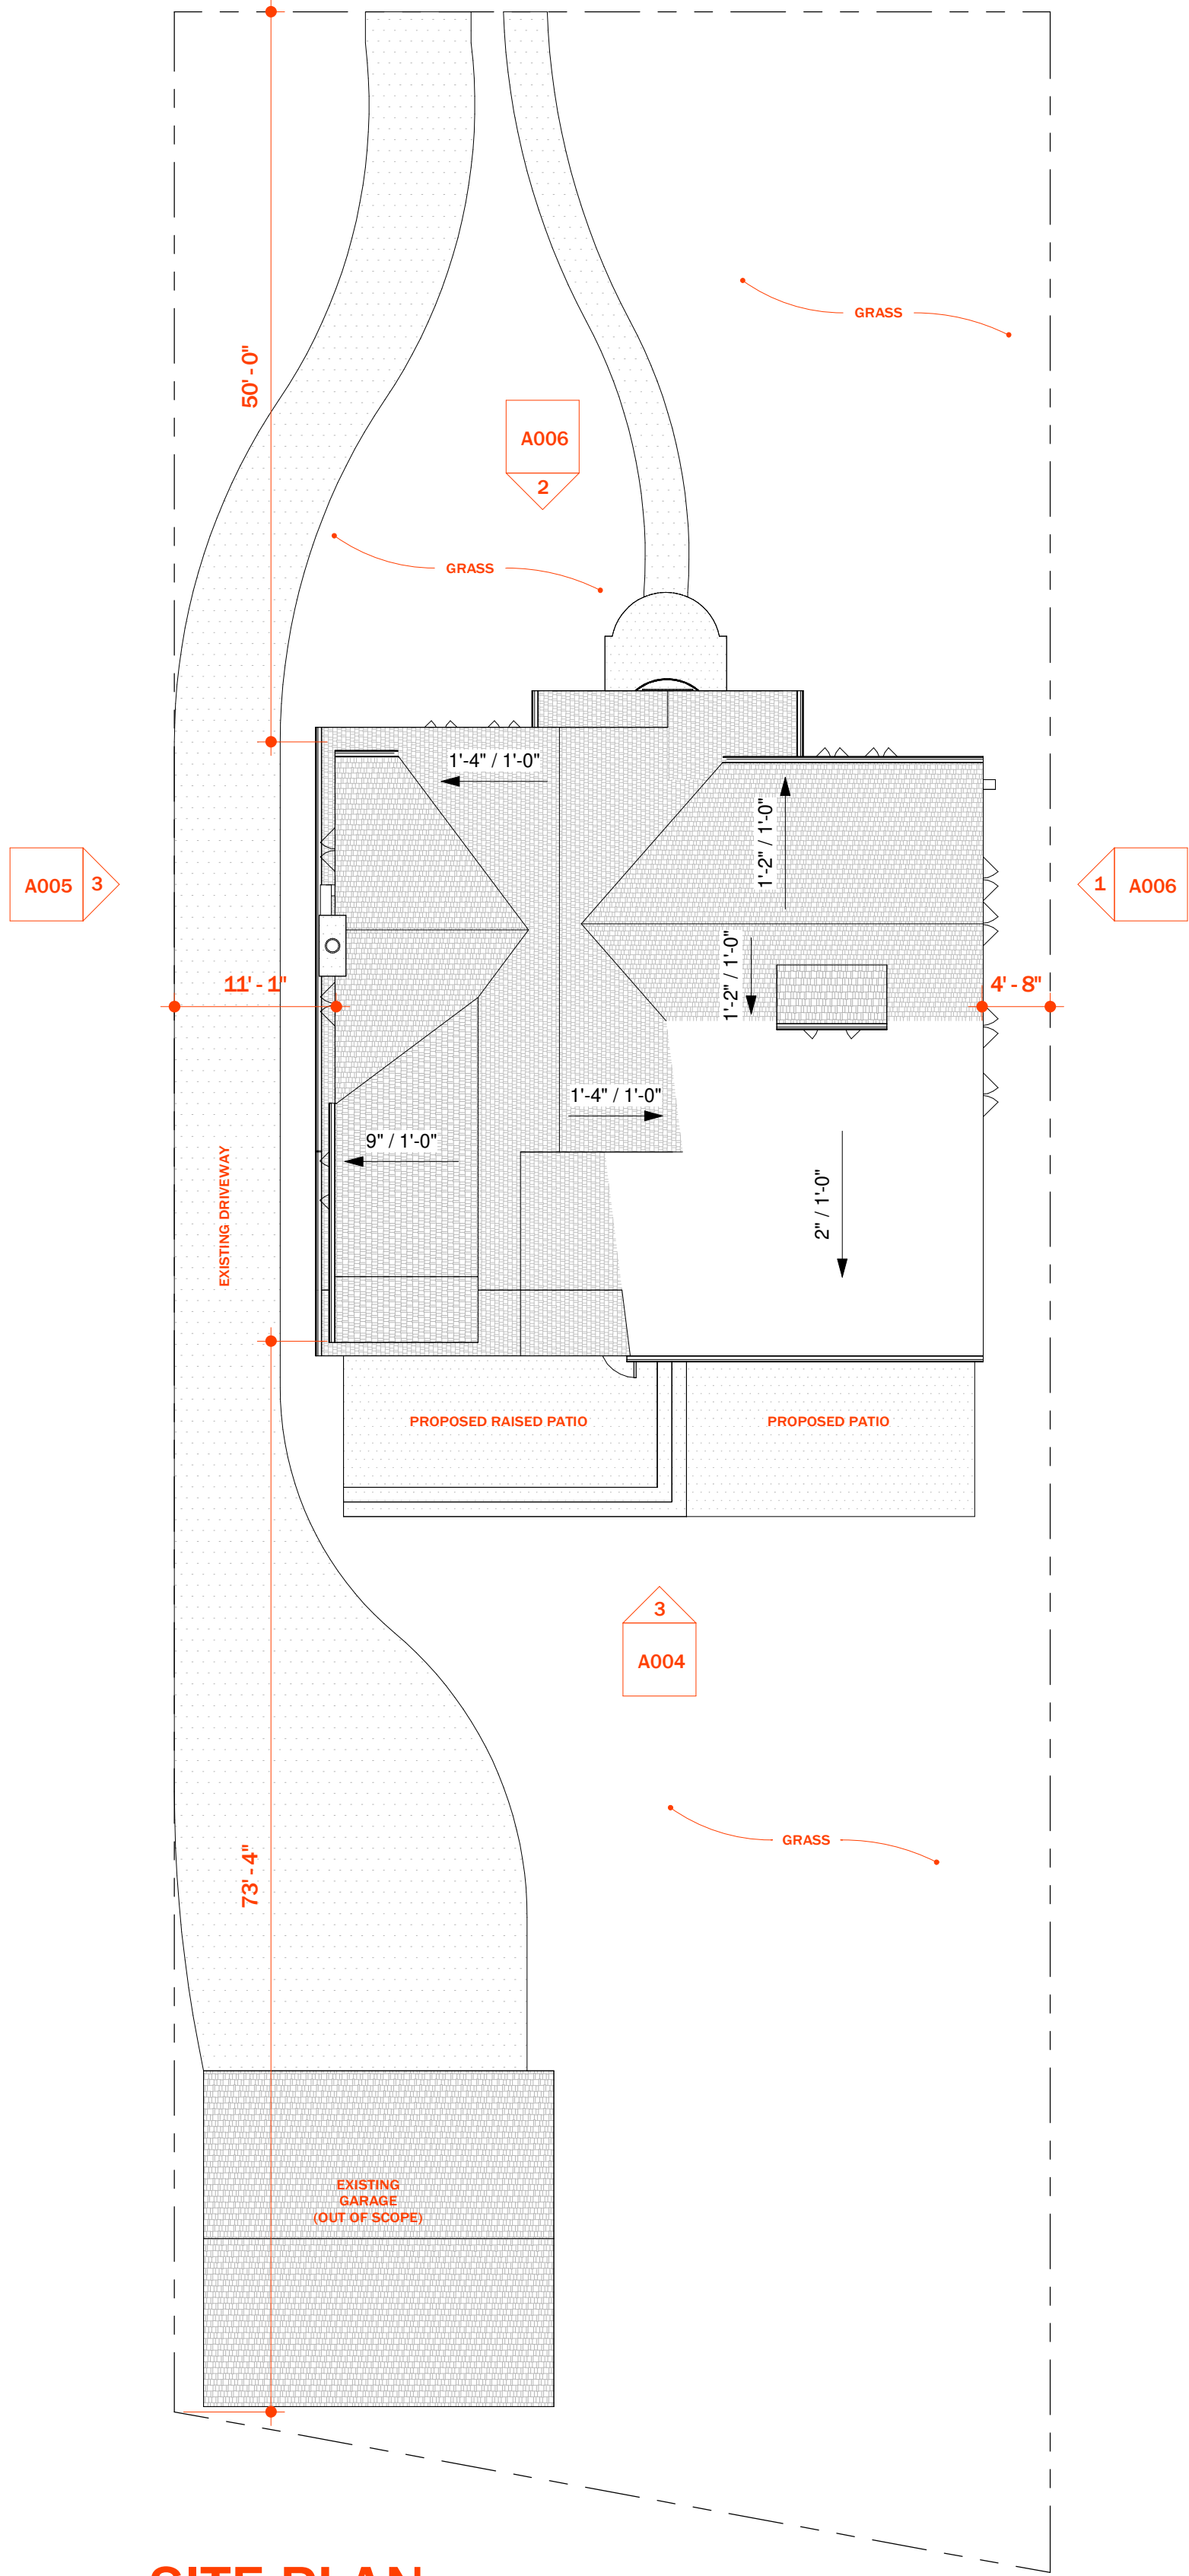 GRASS
50' - 0"
A006
2
GRASS
1'-4" / 1'-0"
1'-2" / 1'-0"
A005
3
1
A006
1'-2" / 1'-0"
11' - 1"
4' - 8"
1'-4" / 1'-0"
9" / 1'-0"
2" / 1'-0"
EXISTING DRIVEWAY
PROPOSED RAISED PATIO
PROPOSED PATIO
3
A004
GRASS
73' - 4"
EXISTING
GARAGE
(OUT OF SCOPE)
SITE PLAN